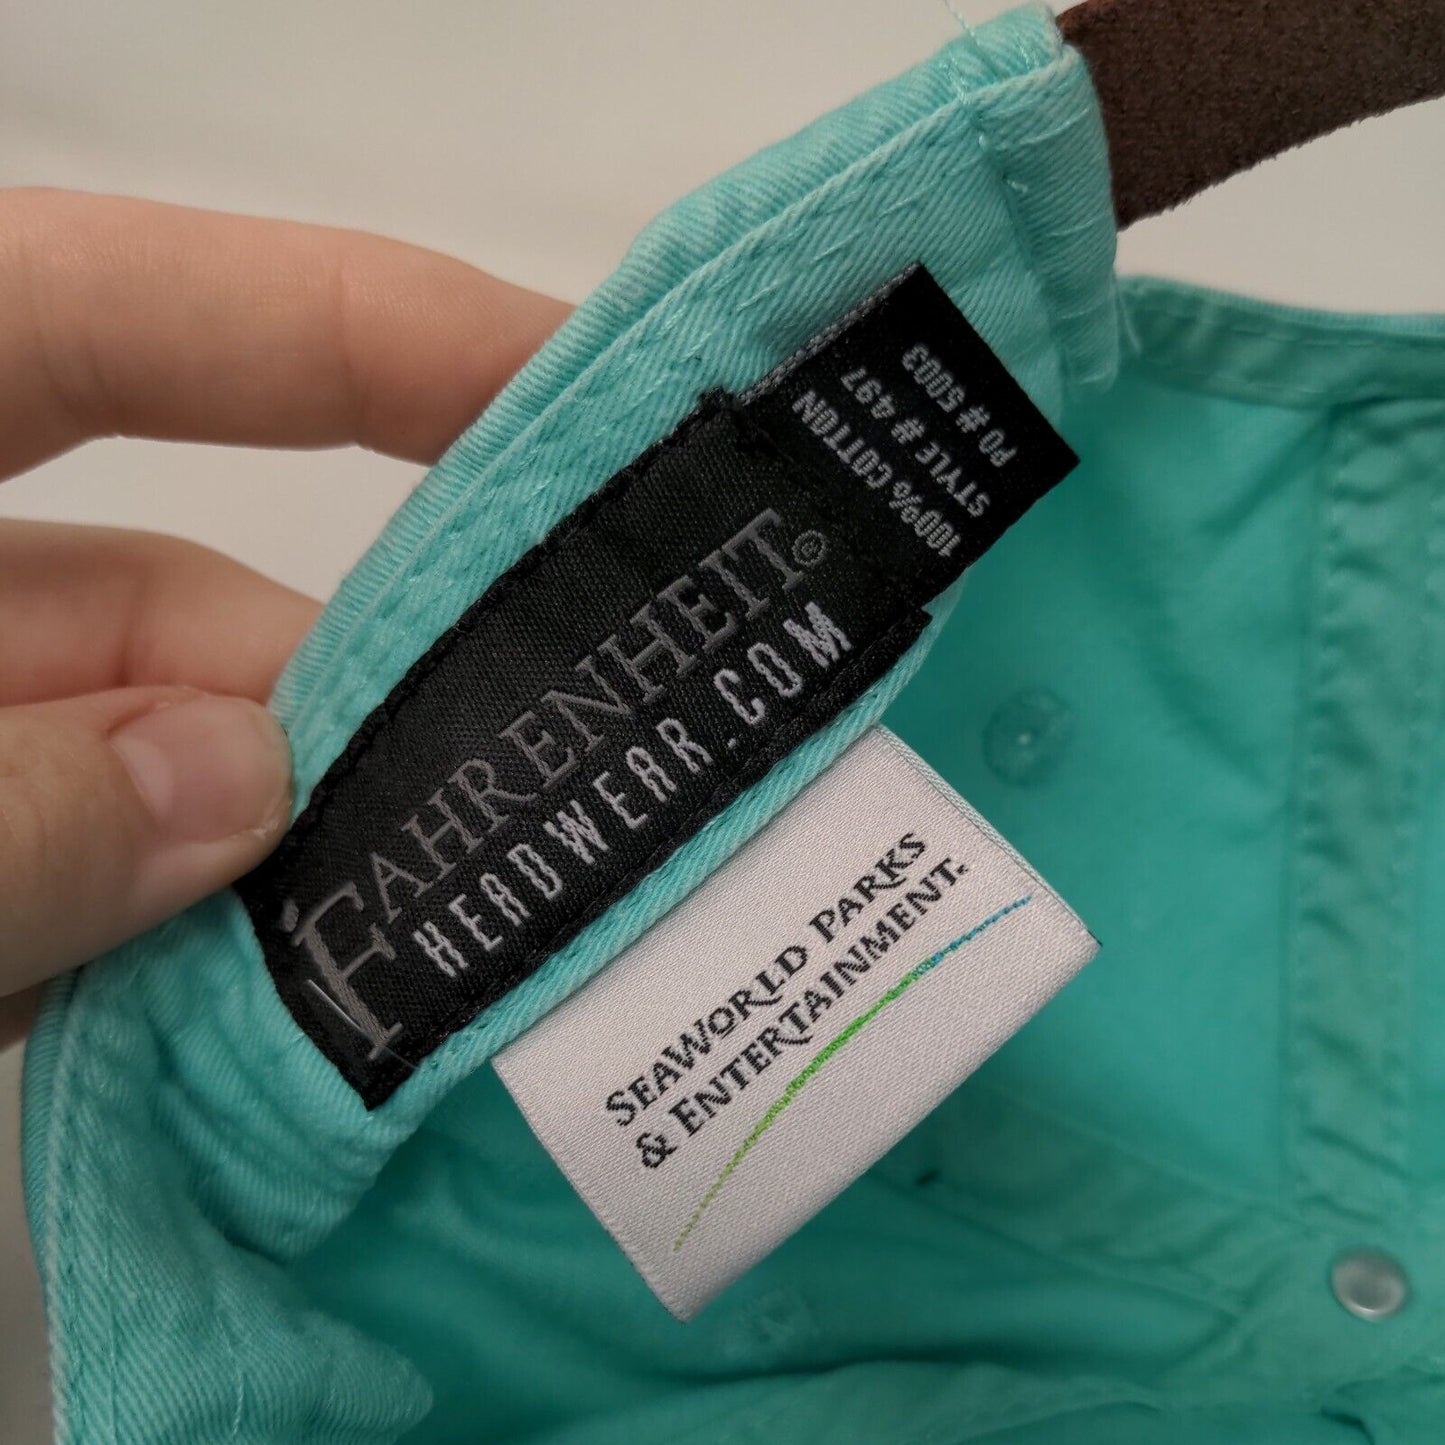 FAHRENHEIT®
HEADWEAR.COM
100% COTTON
STYLE # 497
PO # 5003
SEAWORLD PARKS
& ENTERTAINMENT.